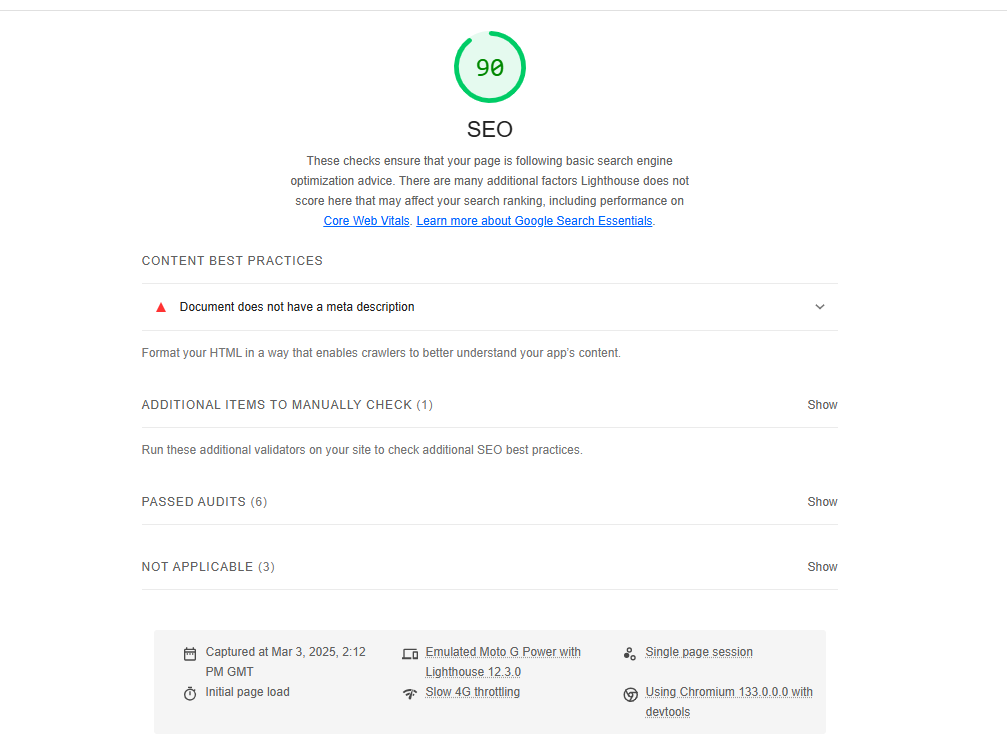 90
SEO
These checks ensure that your page is following basic search engine
optimization advice. There are many additional factors Lighthouse does not
score here that may affect your search ranking, including performance on
Core Web Vitals. Learn more about Google Search Essentials.
CONTENT BEST PRACTICES
Document does not have a meta description
Format your HTML in a way that enables crawlers to better understand your app's content.
ADDITIONAL ITEMS TO MANUALLY CHECK (1)
Show
Run these additional validators on your site to check additional SEO best practices.
PASSED AUDITS (6)
Show
NOT APPLICABLE (3)
Show
Captured at Mar 3, 2025, 2:12
PM GMT
Emulated Moto G Power with
Lighthouse 12.3.0
Single page session
Initial page load
Slow 4G throttling
Using Chromium 133.0.0.0 with
devtools